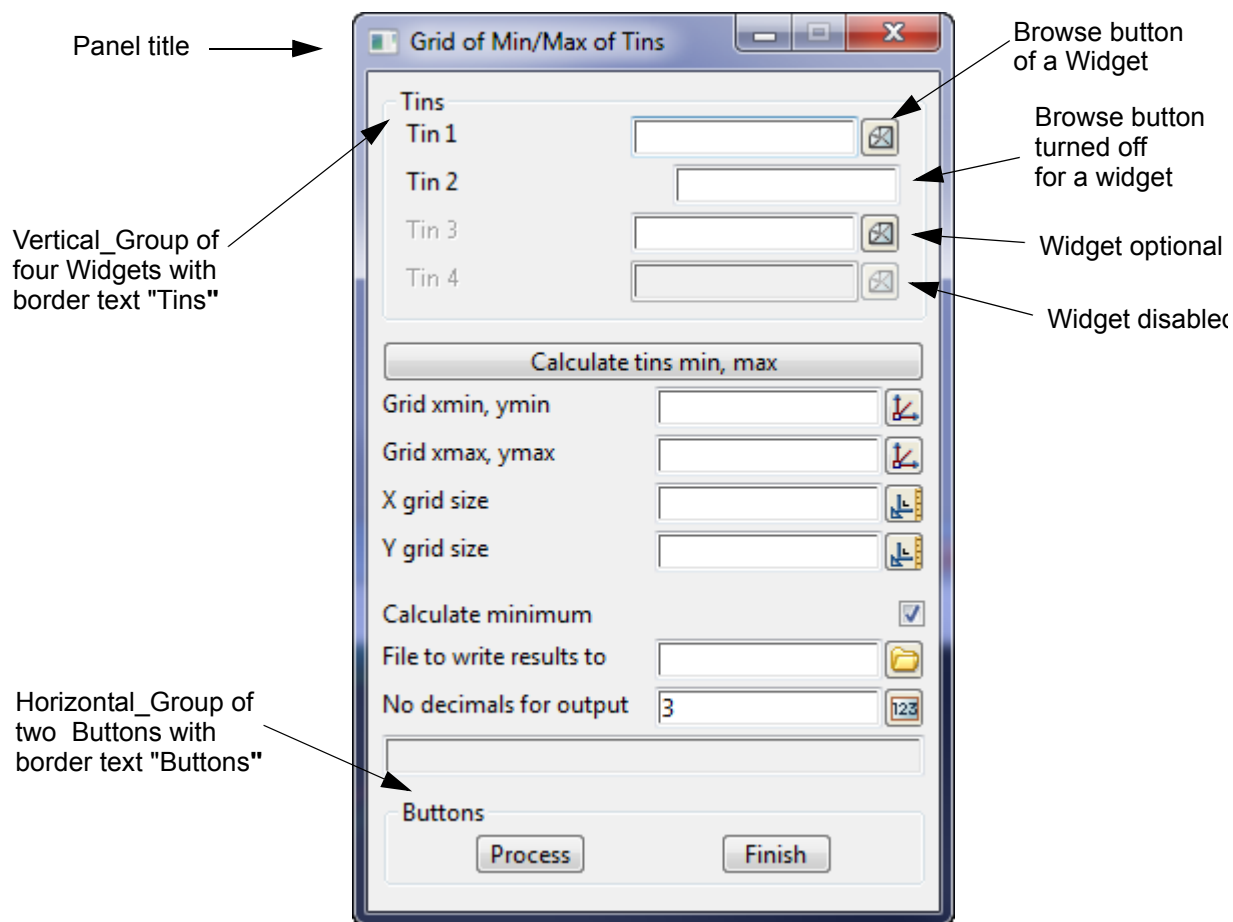 Panel title
Grid of Min/Max of Tins
Browse button
of a Widget
Tins
Tin 1
Browse button
turned off
for a widget
Tin 2
Vertical_Group of
four Widgets with
border text "Tins"
Tin 3
Widget optional
Tin 4
Widget disabled
Calculate tins min, max
Grid xmin, ymin
Grid xmax, ymax
X grid size
Y grid size
Calculate minimum
File to write results to
No decimals for output
3
123
Horizontal_Group of
two  Buttons with
border text "Buttons"
Buttons
Process
Finish